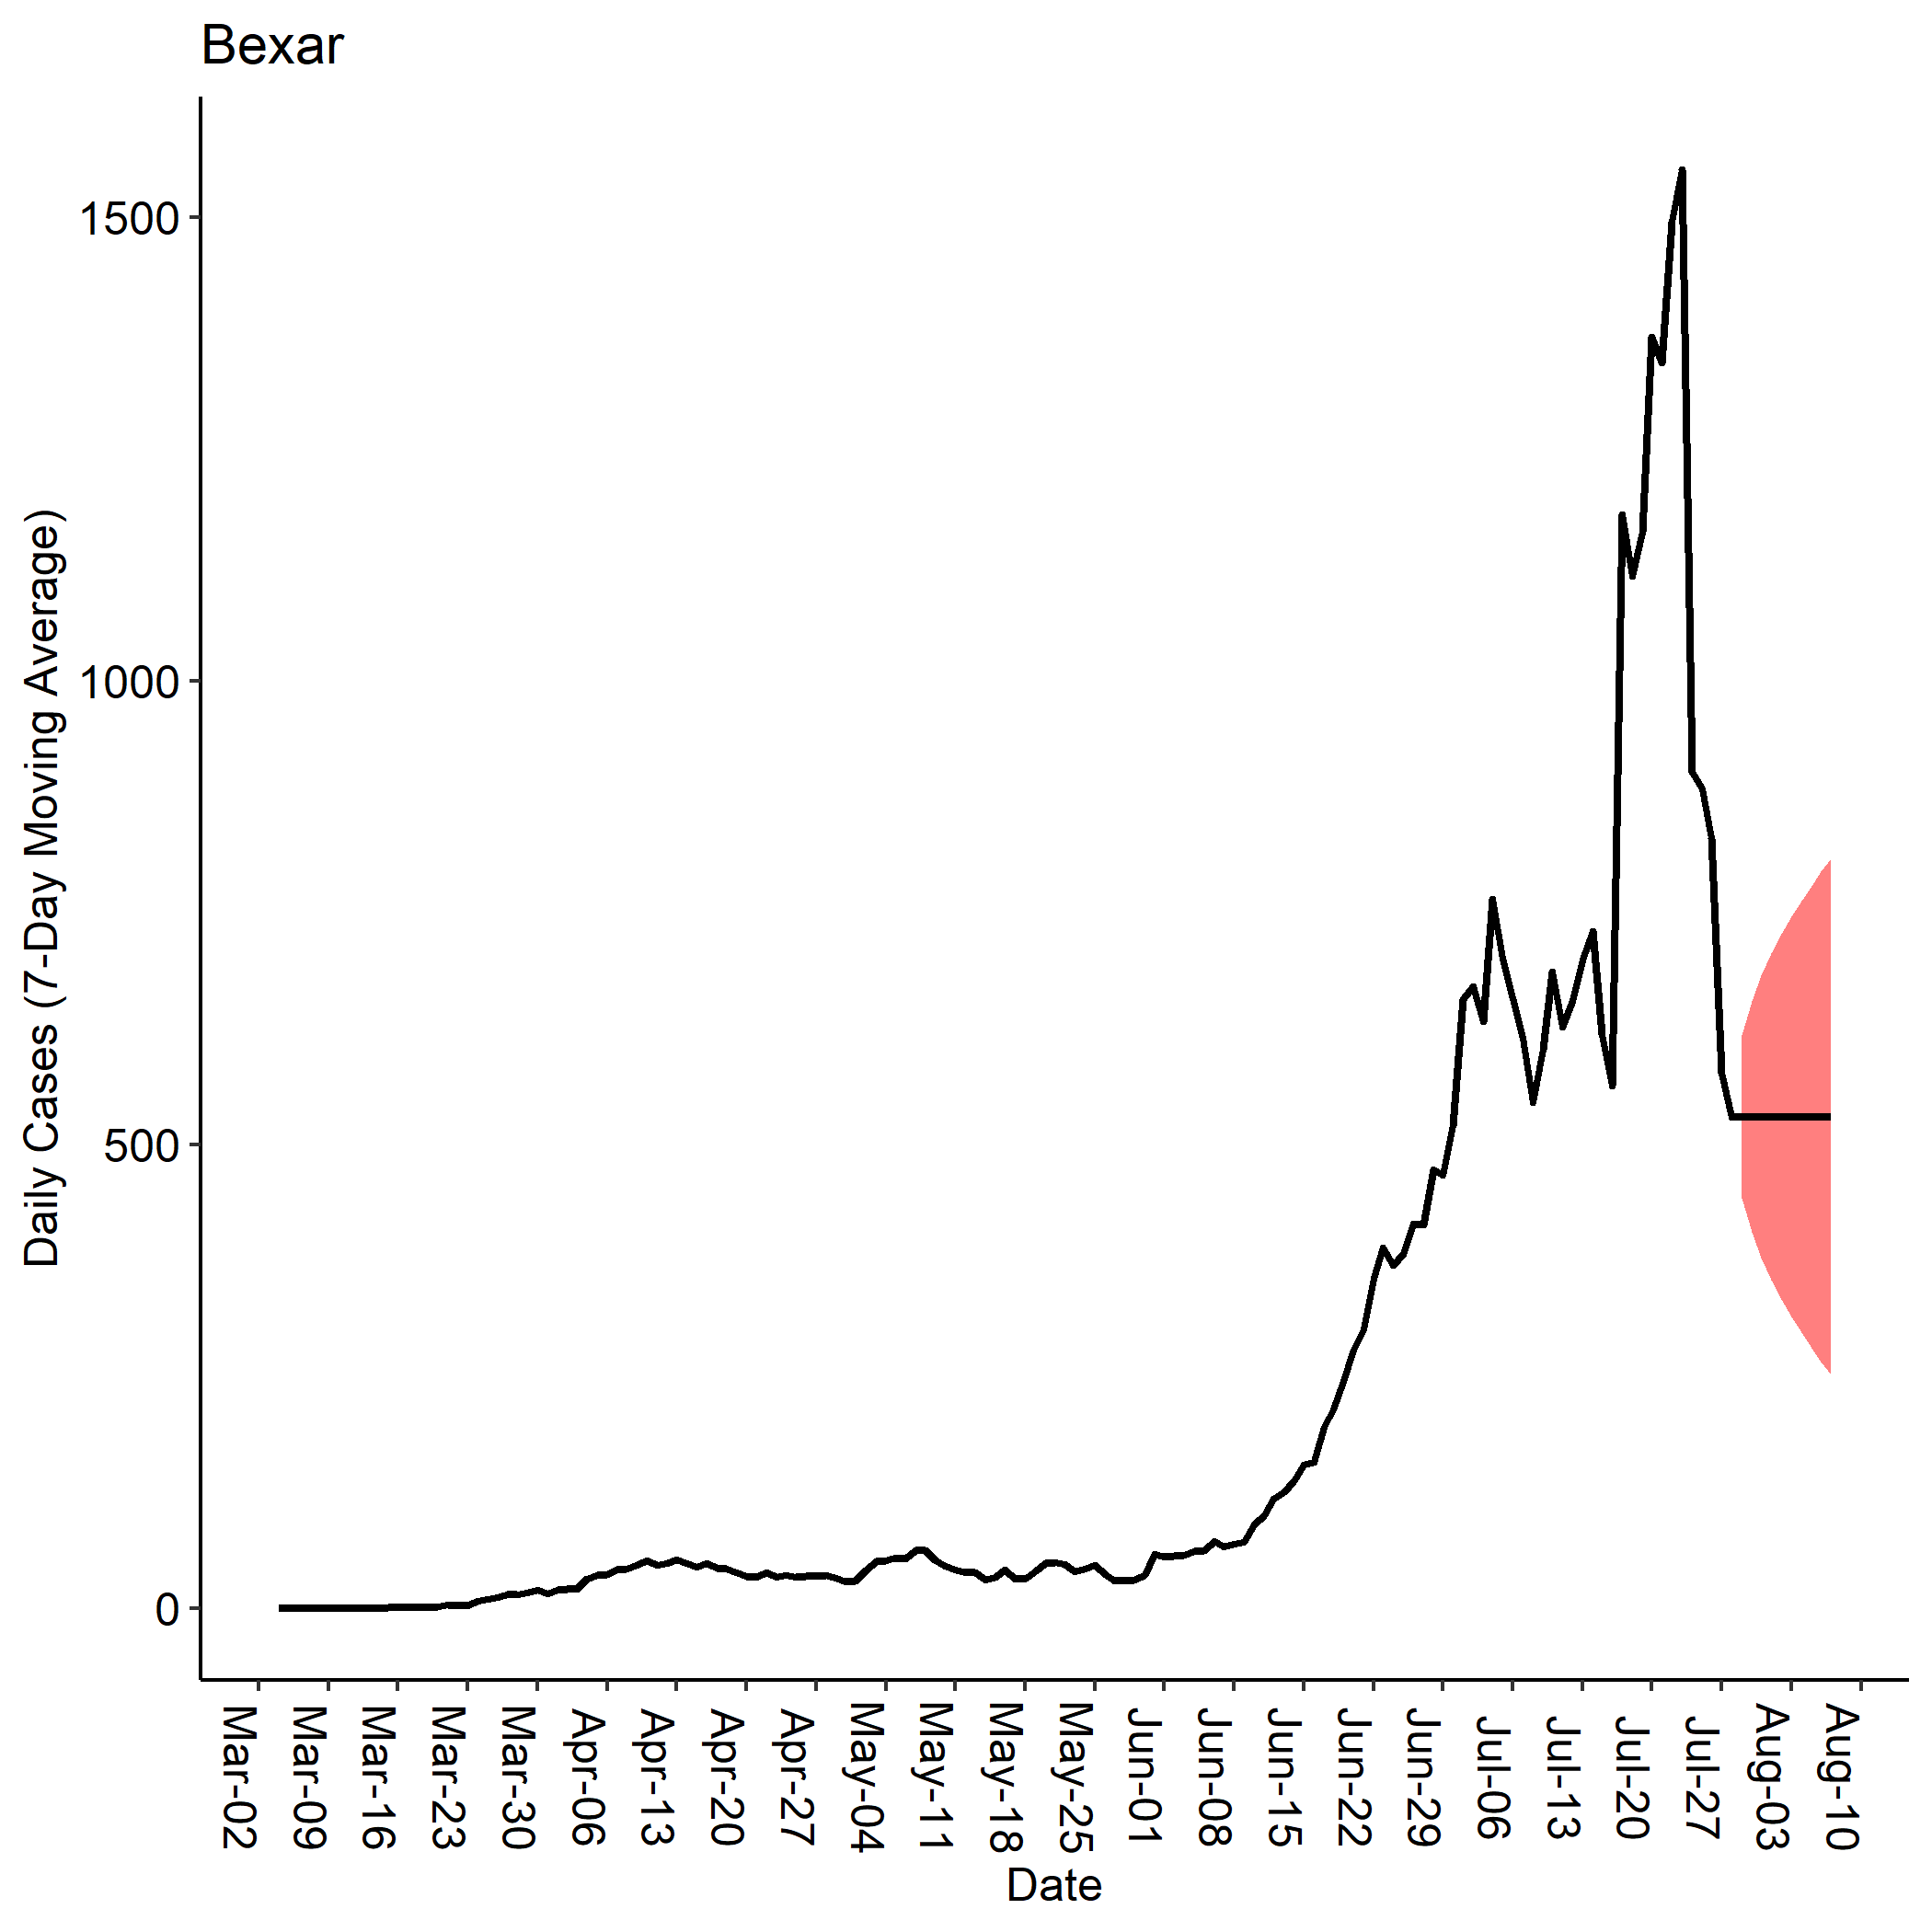 Bexar
Daily Cases (7-Day Moving Average)
1500
1000
500
0
Mar-02
Mar-09
Mar-16
Mar-23
Mar-30
Apr-06
Apr-13
Apr-20
Apr-27
May-04
May-11
May-18
May-25
Jun-01
Jun-08
Jun-15
Jun-22
Jun-29
Jul-06
Jul-13
Jul-20
Jul-27
Aug-03
Aug-10
Date